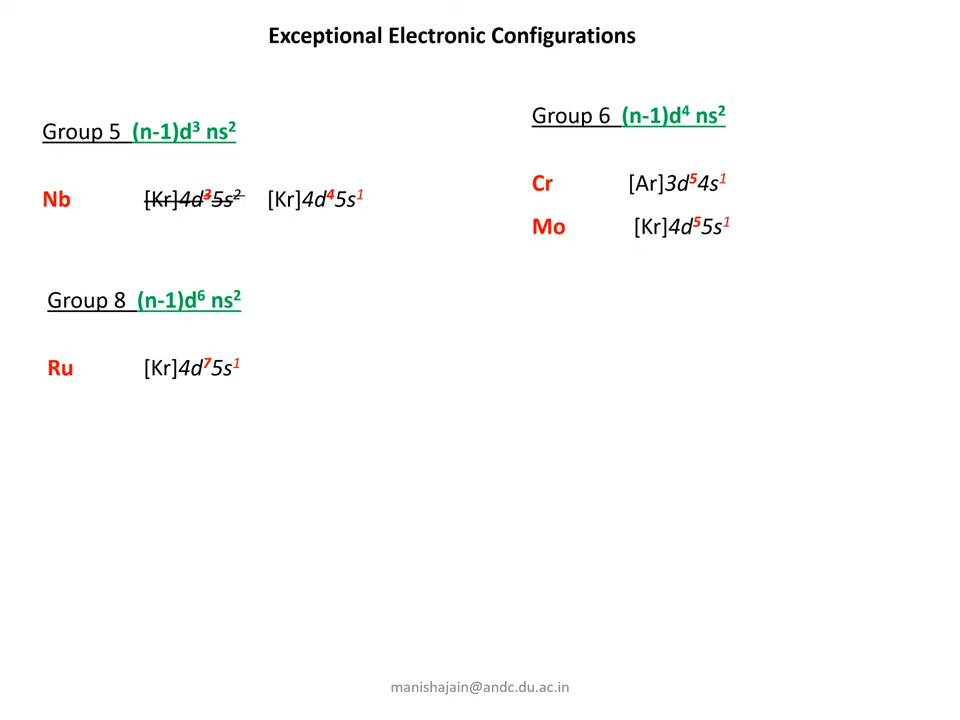 Exceptional Electronic Configurations
Group 5 (n-1)d³ ns²
Nb [Kr]4d³5s² [Kr]4d⁴5s¹
Group 6 (n-1)d⁴ ns²
Cr [Ar]3d⁵4s¹
Mo [Kr]4d⁵5s¹
Group 8 (n-1)d⁶ ns²
Ru [Kr]4d⁷5s¹
manishajain@andc.du.ac.in